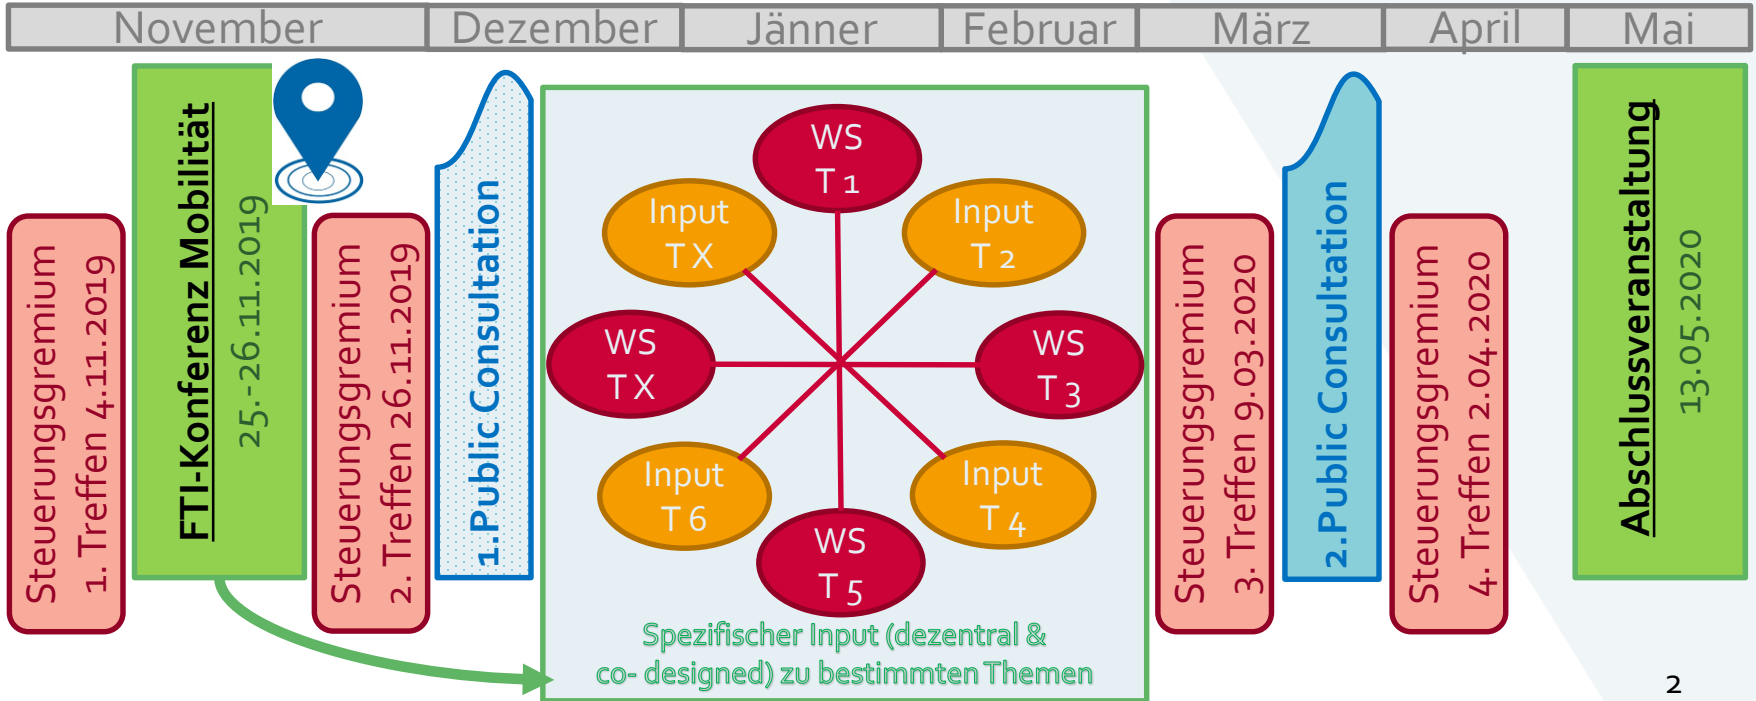 November
Dezember
Jänner
Februar
März
April
Mai
Steuerungsgremium
1. Treffen 4.11.2019
FTI-Konferenz Mobilität
25.-26.11.2019
Steuerungsgremium
2. Treffen 26.11.2019
1.Public Consultation
WS
T 1
Input
T 2
WS
T 3
Input
T 4
WS
T 5
Input
T 6
WS
T X
Input
T X
Spezifischer Input (dezentral &
co- designed) zu bestimmten Themen
Steuerungsgremium
3. Treffen 9.03.2020
2.Public Consultation
Steuerungsgremium
4. Treffen 2.04.2020
Abschlussveranstaltung
13.05.2020
2